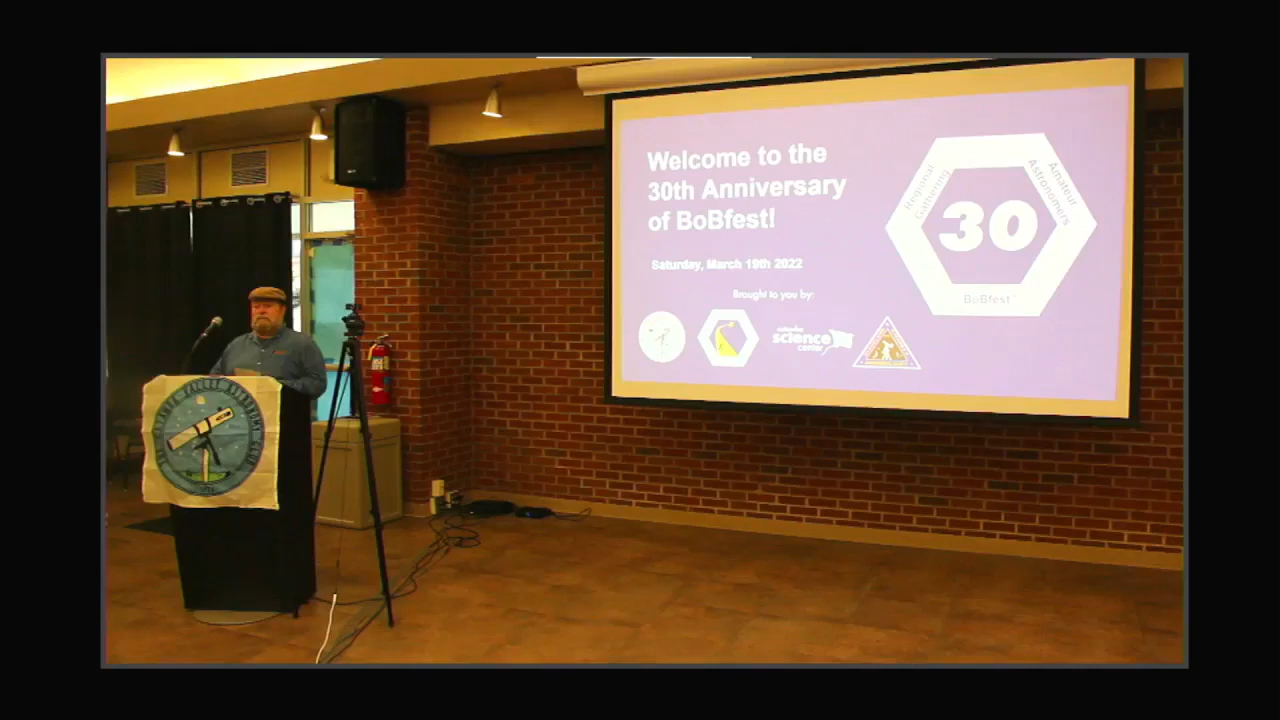 Welcome to the
30th Anniversary
of BoBfest!
Saturday, March 19th 2022
Brought to you by:
science
center
Regional
Gathering
Amateur
Astronomers
30
BoBfest